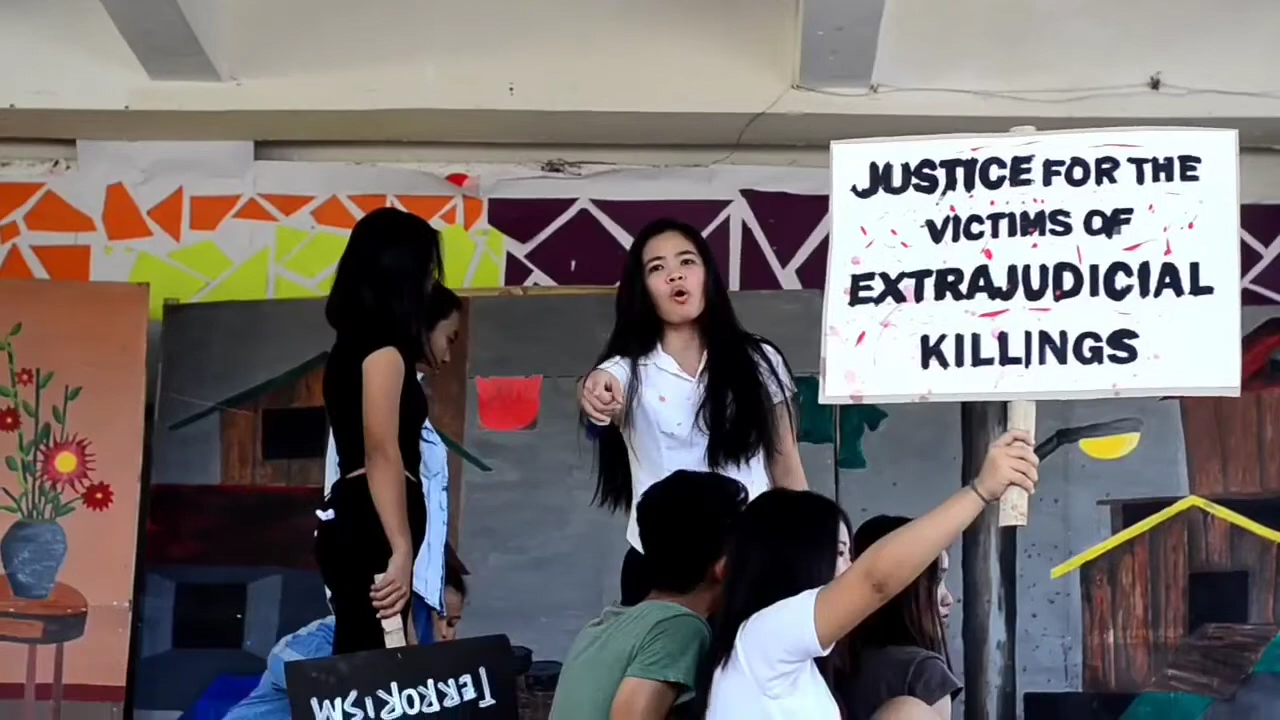 JUSTICE FOR THE
VICTIMS OF
EXTRAJUDICIAL
KILLINGS
TERRORISM